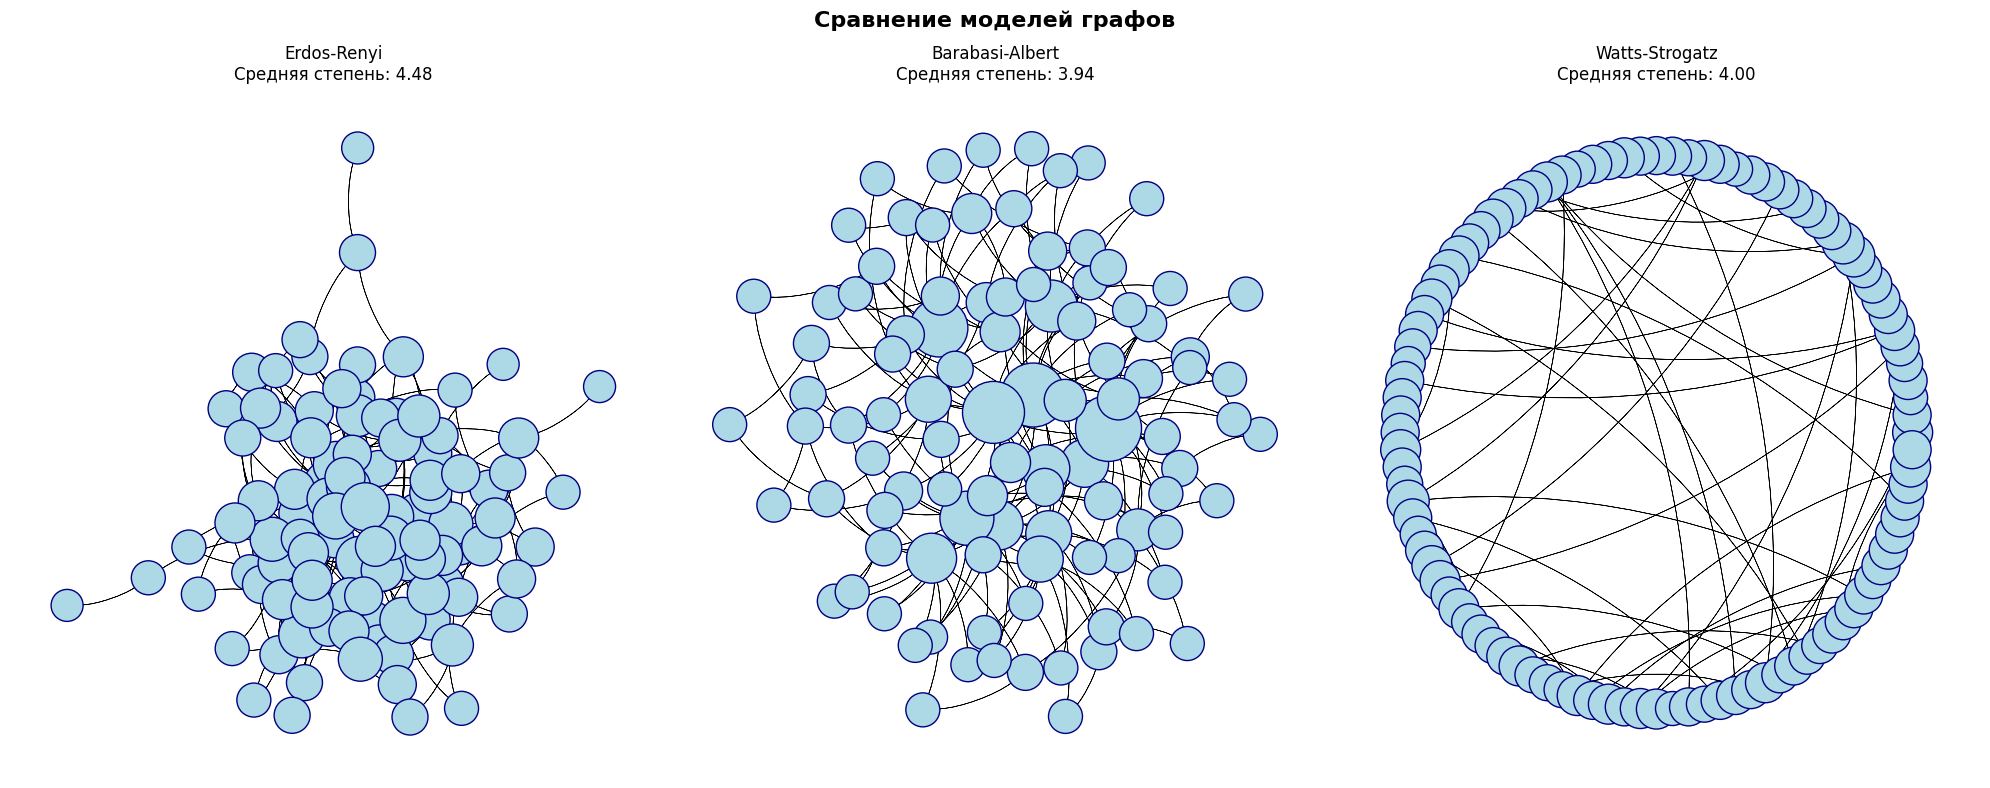 Сравнение моделей графов
Erdos-Renyi
Средняя степень: 4.48
Barabasi-Albert
Средняя степень: 3.94
Watts-Strogatz
Средняя степень: 4.00